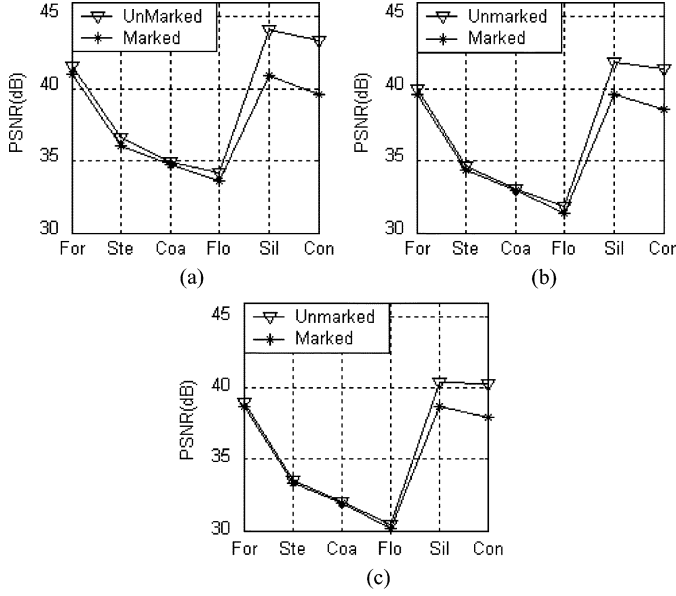 45
40
35
30
PSNR(dB)
UnMarked
Marked
For Ste Coa Flo Sil Con
(a)
45
40
35
30
PSNR(dB)
Unmarked
Marked
For Ste Coa Flo Sil Con
(b)
45
40
35
30
PSNR(dB)
Unmarked
Marked
For Ste Coa Flo Sil Con
(c)